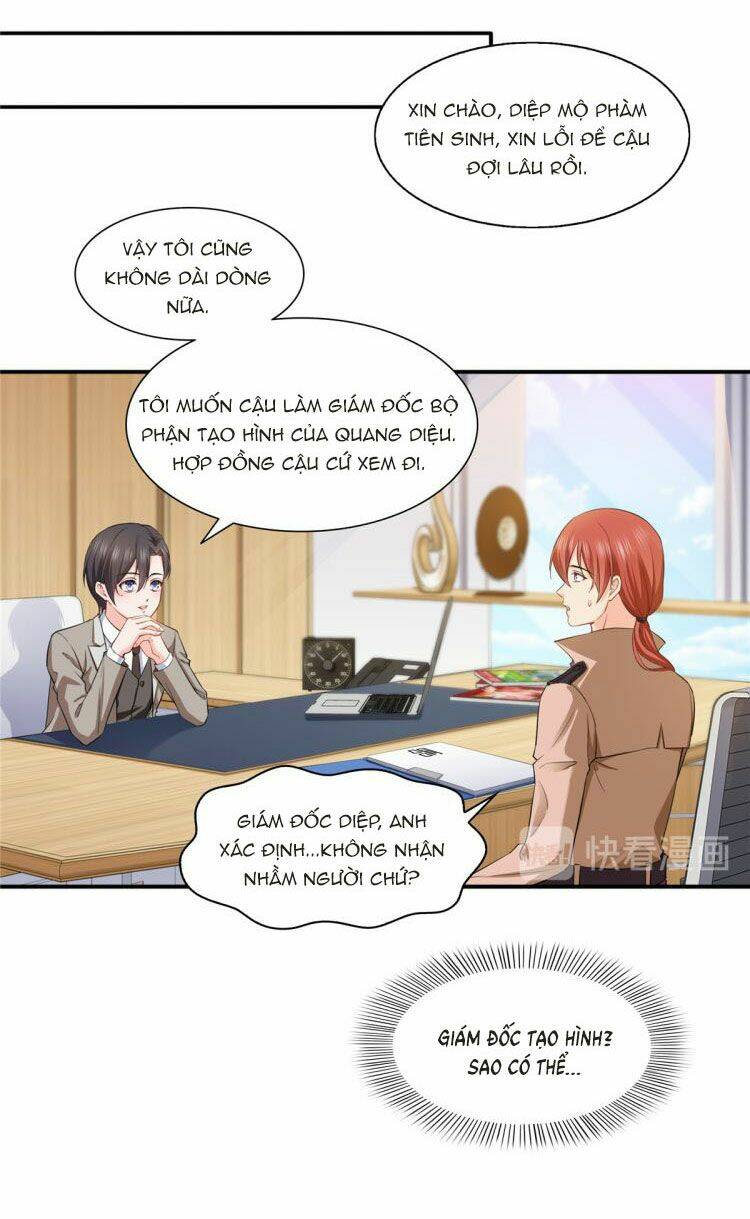 XIN CHÀO, DIỆP MỘ PHÀM
TIÊN SINH, XIN LỖI ĐỂ CẬU
ĐỢI LÂU RỒI.
VẬY TÔI CŨNG
KHÔNG DÀI DÒNG
NỮA.
TÔI MUỐN CẬU LÀM GIÁM ĐỐC BỘ
PHẬN TẠO HÌNH CỦA QUANG DIỆU.
HỢP ĐỒNG CẬU CỨ XEM ĐI.
GIÁM ĐỐC DIỆP, ANH
XÁC ĐỊNH...KHÔNG NHẬN
NHẦM NGƯỜI CHỨ?
快看漫画
GIÁM ĐỐC TẠO HÌNH?
SAO CÓ THỂ...